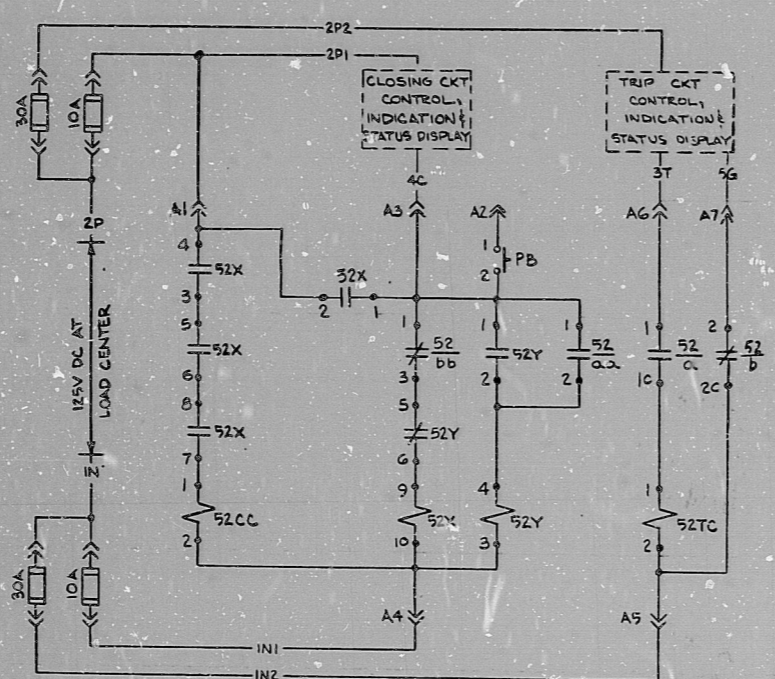 2P2
2P1
30A
10A
CLOSING CKT
CONTROL,
INDICATION &
STATUS DISPLAY
TRIP CKT
CONTROL,
INDICATION &
STATUS DISPLAY
4C
3T
5G
A1
A3
A2
A6
A7
2P
4
52X
1
2
PB
32X
3
2
1
5
1
52
bb
1
52Y
1
52
aa
1
52
a
2
52
b
125V DC AT
LOAD CENTER
52X
6
3
2
2
1C
2C
8
5
52X
52Y
7
6
1N
1
9
4
1
52CC
52X
52Y
52TC
2
10
3
2
30A
10A
A4
A5
1N1
1N2